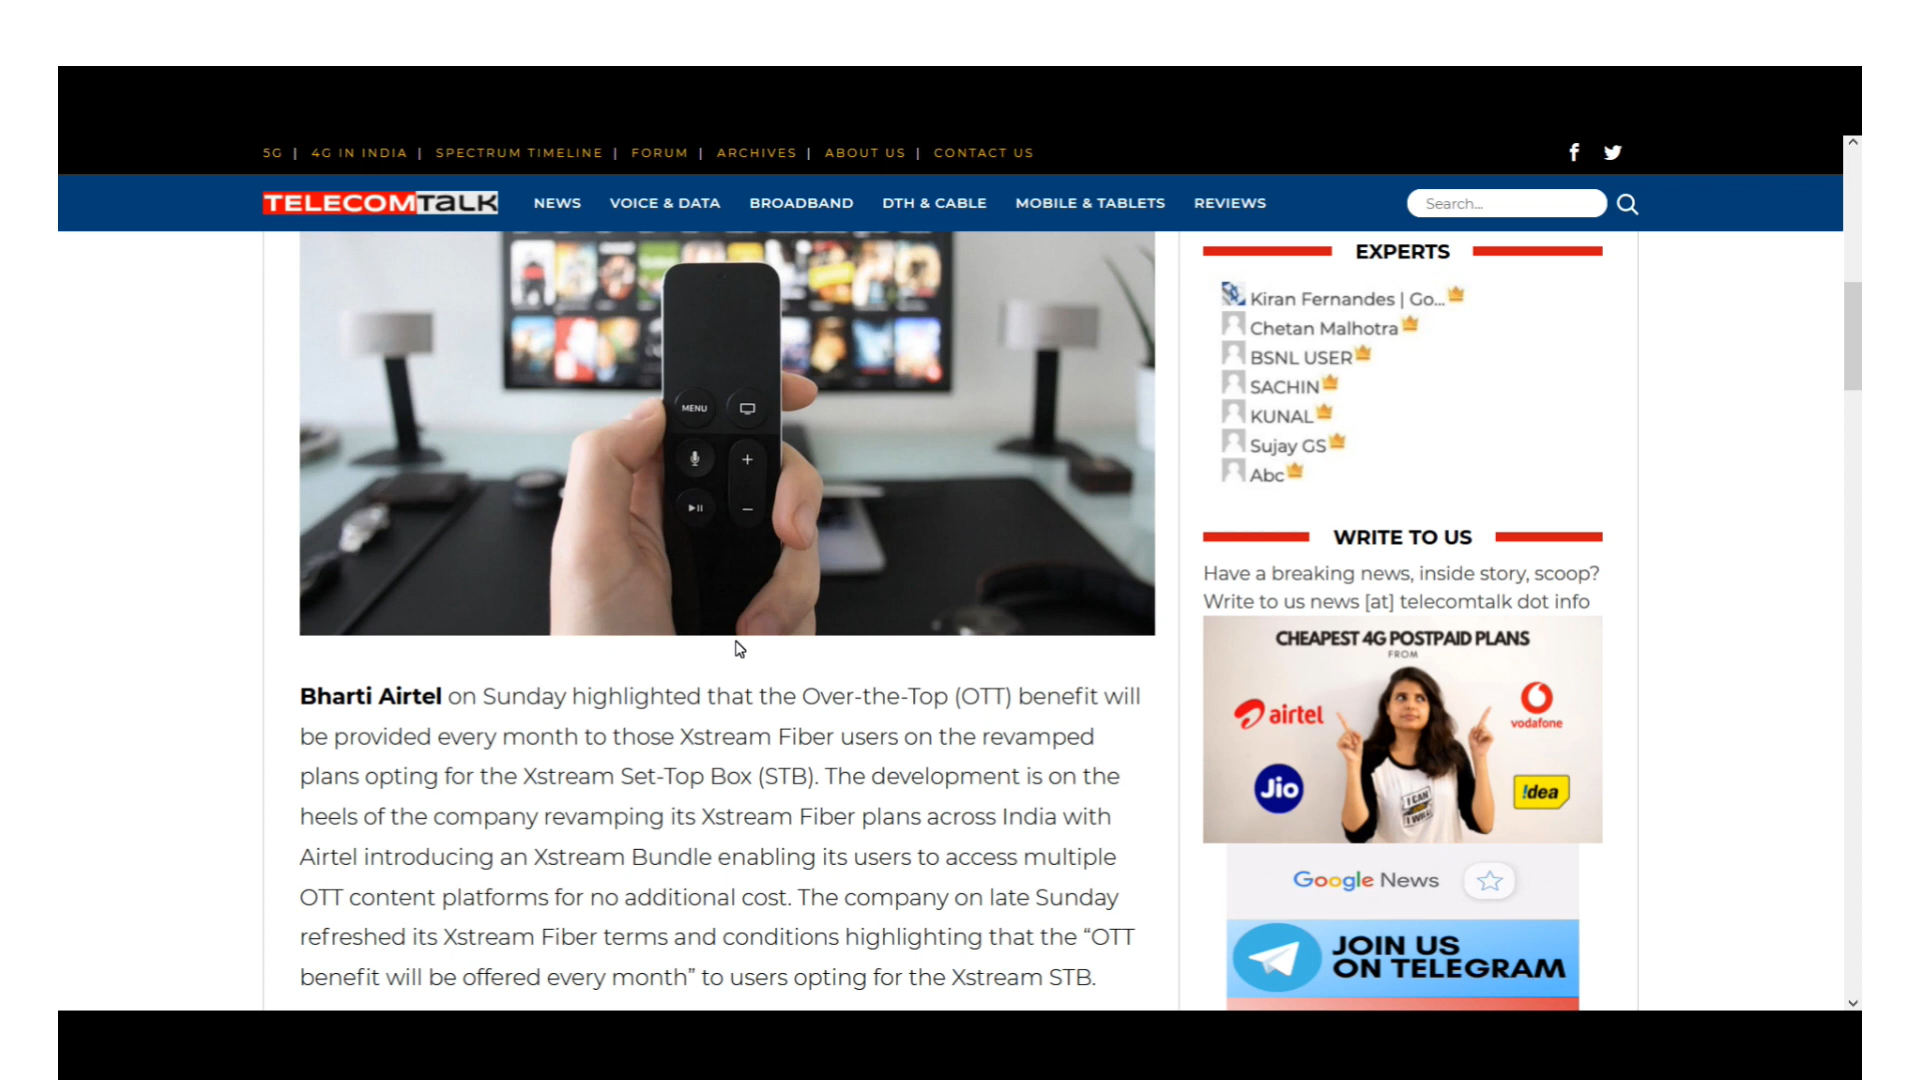 5G | 4G IN INDIA | SPECTRUM TIMELINE | FORUM | ARCHIVES | ABOUT US | CONTACT US
TELECOMTALK NEWS VOICE & DATA BROADBAND DTH & CABLE MOBILE & TABLETS REVIEWS Search...
MENU
Bharti Airtel on Sunday highlighted that the Over-the-Top (OTT) benefit will
be provided every month to those Xstream Fiber users on the revamped
plans opting for the Xstream Set-Top Box (STB). The development is on the
heels of the company revamping its Xstream Fiber plans across India with
Airtel introducing an Xstream Bundle enabling its users to access multiple
OTT content platforms for no additional cost. The company on late Sunday
refreshed its Xstream Fiber terms and conditions highlighting that the “OTT
benefit will be offered every month” to users opting for the Xstream STB.
EXPERTS
Kiran Fernandes | Go...
Chetan Malhotra
BSNL USER
SACHIN
KUNAL
Sujay GS
Abc
WRITE TO US
Have a breaking news, inside story, scoop?
Write to us news [at] telecomtalk dot info
CHEAPEST 4G POSTPAID PLANS
FROM
airtel
vodafone
Jio
!dea
I CAN
Google News
JOIN US
ON TELEGRAM